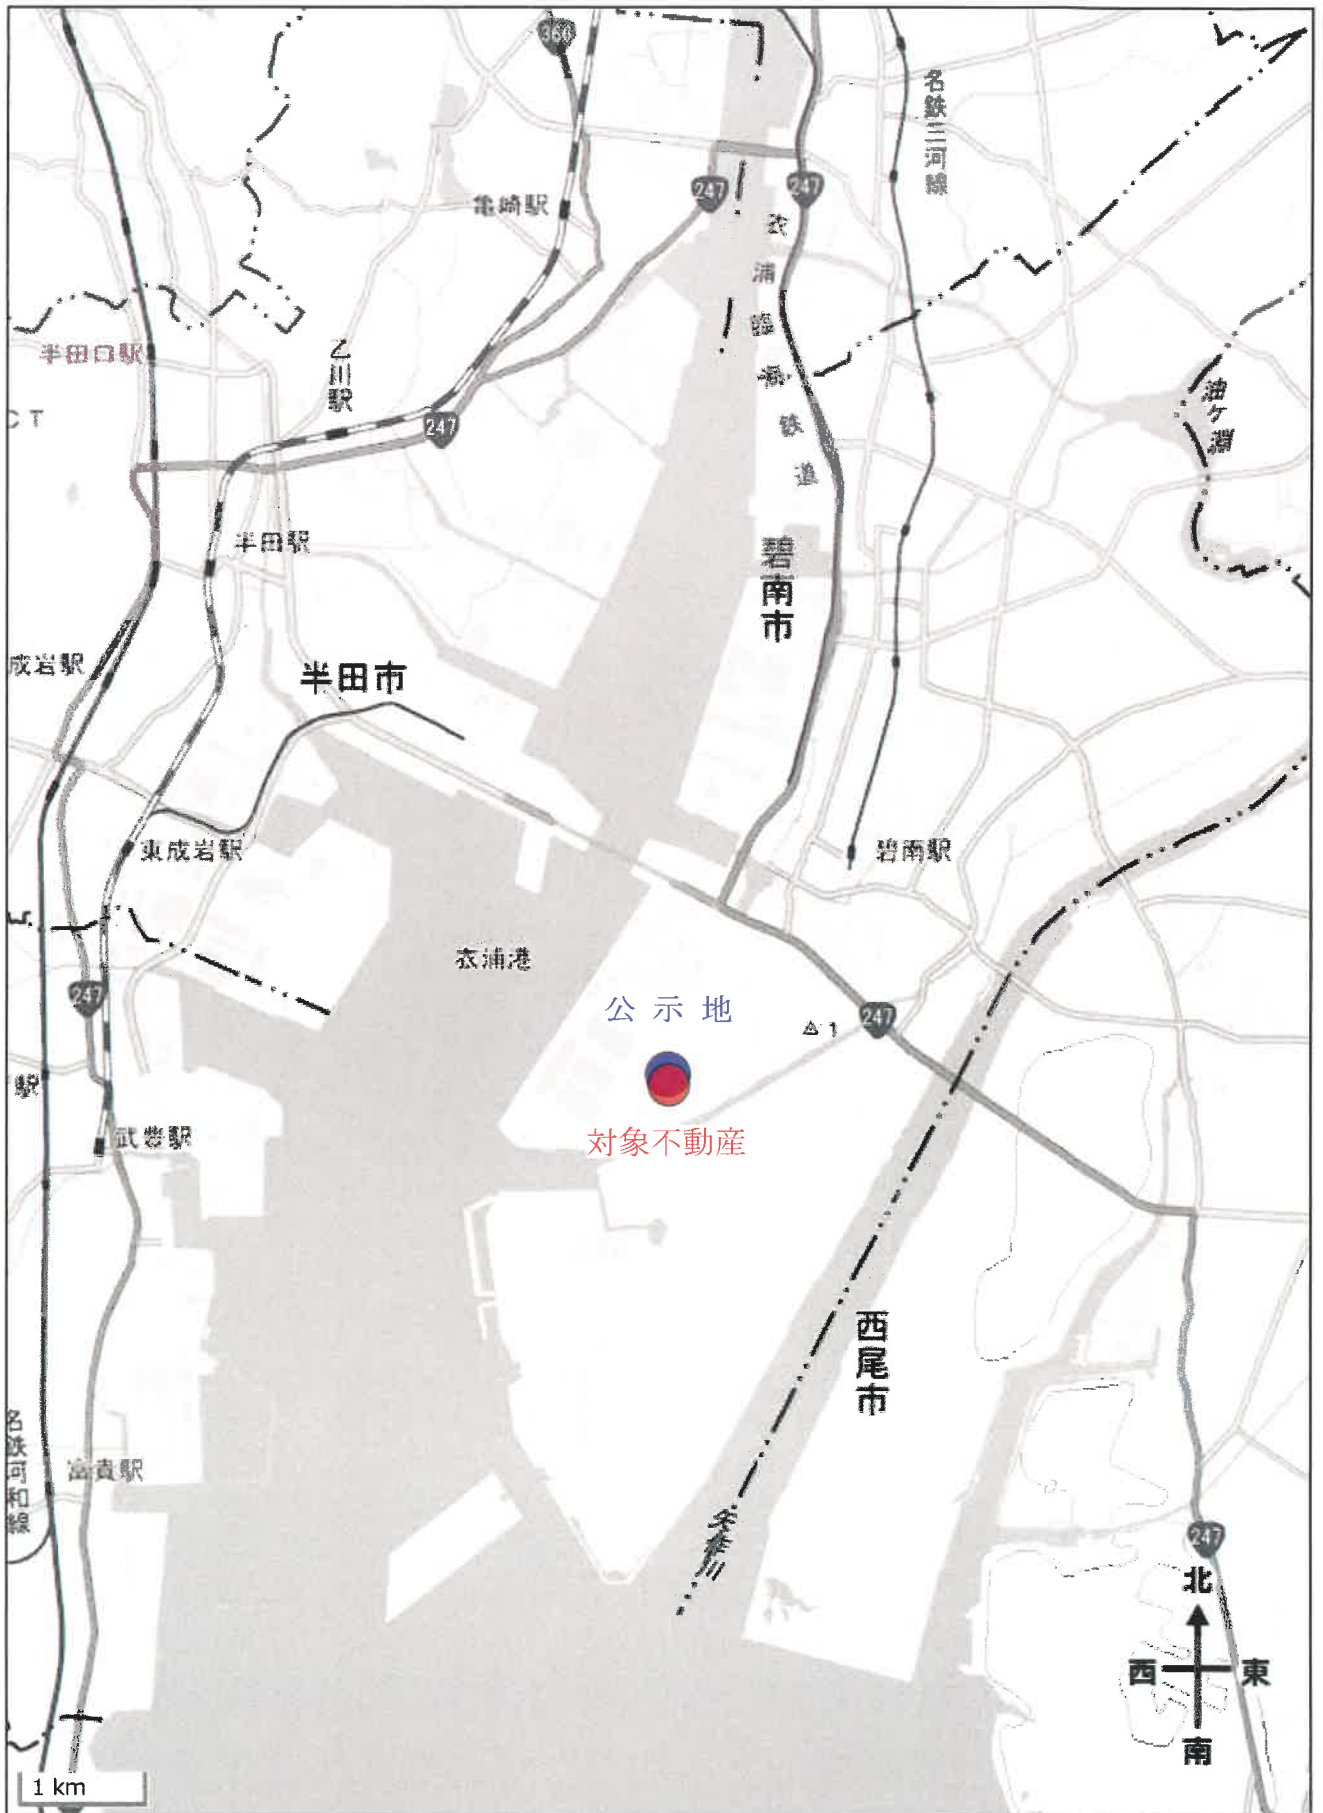 366
名鉄三河線
247
247
亀崎駅
衣浦臨海鉄道
半田口駅
乙川駅
CT
油ケ淵
247
半田駅
碧南市
成岩駅
半田市
東成岩駅
碧南駅
衣浦港
247
公示地
1
247
駅
対象不動産
武豊駅
西尾市
名鉄河和線
富貴駅
矢作川
247
北
西
東
南
1 km